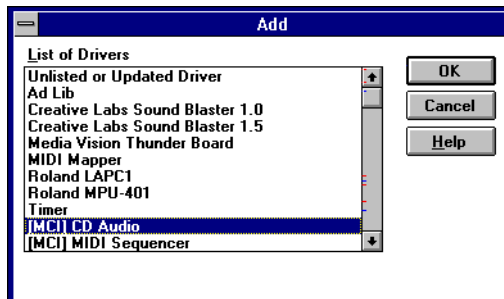 Add
List of Drivers
Unlisted or Updated Driver
Ad Lib
Creative Labs Sound Blaster 1.0
Creative Labs Sound Blaster 1.5
Media Vision Thunder Board
MIDI Mapper
Roland LAPC1
Roland MPU-401
Timer
[MCI] CD Audio
[MCI] MIDI Sequencer
OK
Cancel
Help